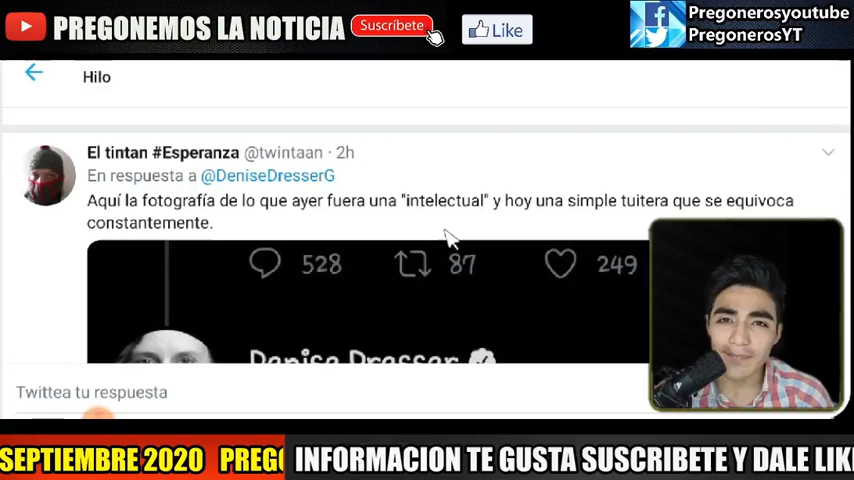 PREGONEMOS LA NOTICIA
Suscríbete
Like
Pregonerosyoutube
PregonerosYT
Hilo
El tintan #Esperanza @twintaan · 2h
En respuesta a @DeniseDresserG
Aquí la fotografía de lo que ayer fuera una "intelectual" y hoy una simple tuitera que se equivoca
constantemente.
528 87 249
Denise Dresser
Twittea tu respuesta
SEPTIEMBRE 2020 PREGO
INFORMACION TE GUSTA SUSCRIBETE Y DALE LIK